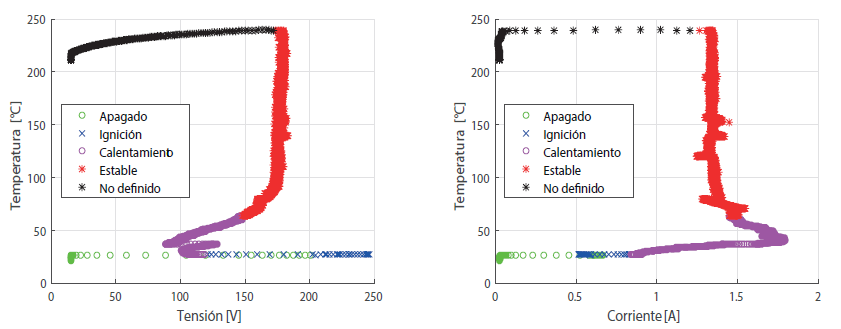 250
200
150
100
50
0
Temperatura [°C]
Apagado
Ignición
Calentamiento
Estable
No definido
0 50 100 150 200 250
Tensión [V]
250
200
150
100
50
0
Temperatura [°C]
Apagado
Ignición
Calentamiento
Estable
No definido
0 0.5 1 1.5 2
Corriente [A]